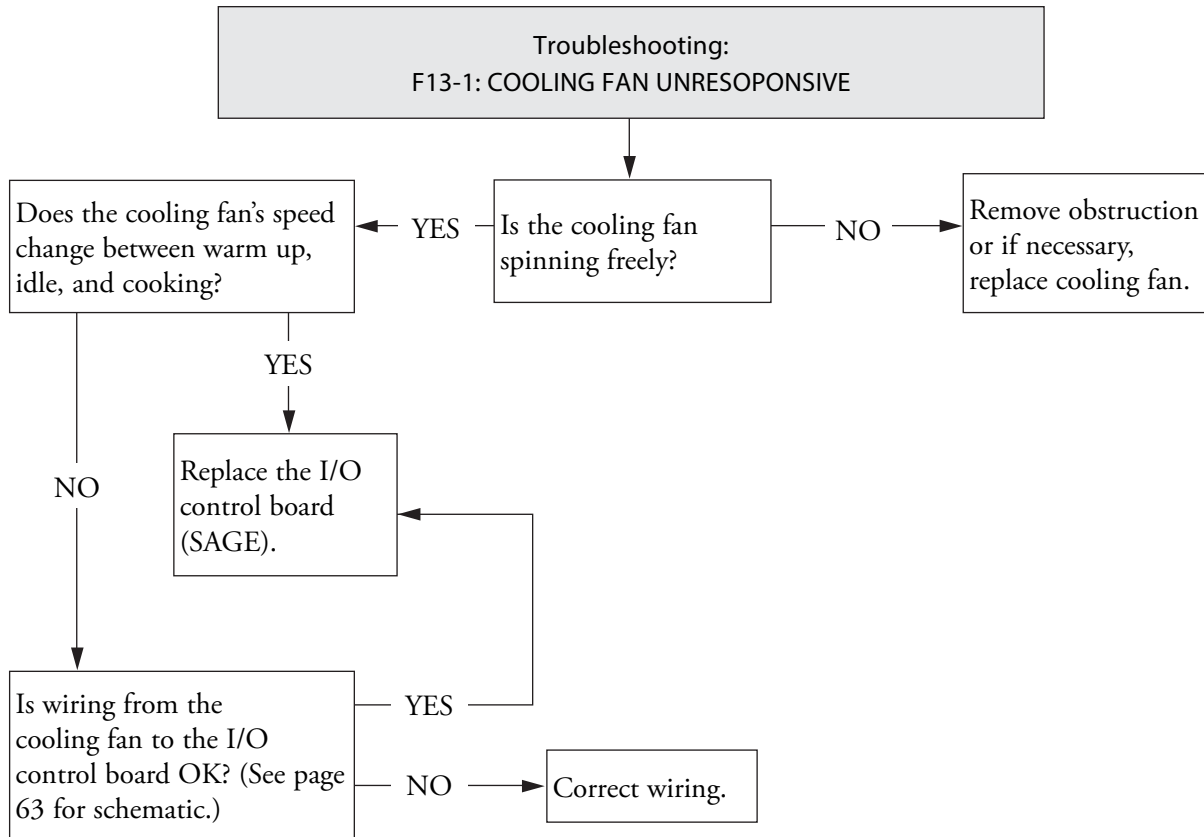 Troubleshooting:
F13-1: COOLING FAN UNRESOPONSIVE
Does the cooling fan’s speed
change between warm up,
idle, and cooking?
YES
Is the cooling fan
spinning freely?
NO
Remove obstruction
or if necessary,
replace cooling fan.
YES
NO
Replace the I/O
control board
(SAGE).
Is wiring from the
cooling fan to the I/O
control board OK? (See page
63 for schematic.)
YES
NO
Correct wiring.